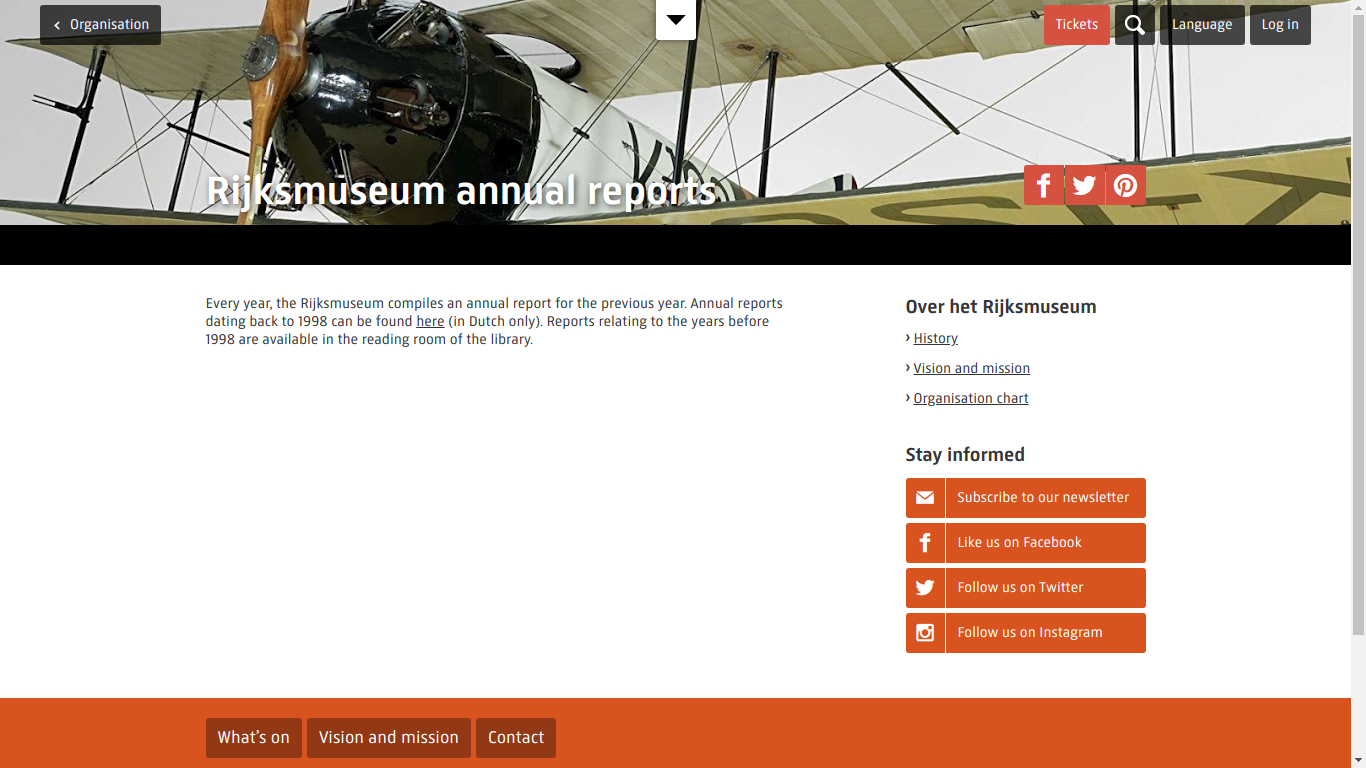 Organisation
Tickets
Language
Log in
Rijksmuseum annual reports
Every year, the Rijksmuseum compiles an annual report for the previous year. Annual reports
dating back to 1998 can be found here (in Dutch only). Reports relating to the years before
1998 are available in the reading room of the library.
Over het Rijksmuseum
› History
› Vision and mission
› Organisation chart
Stay informed
Subscribe to our newsletter
Like us on Facebook
Follow us on Twitter
Follow us on Instagram
What's on
Vision and mission
Contact